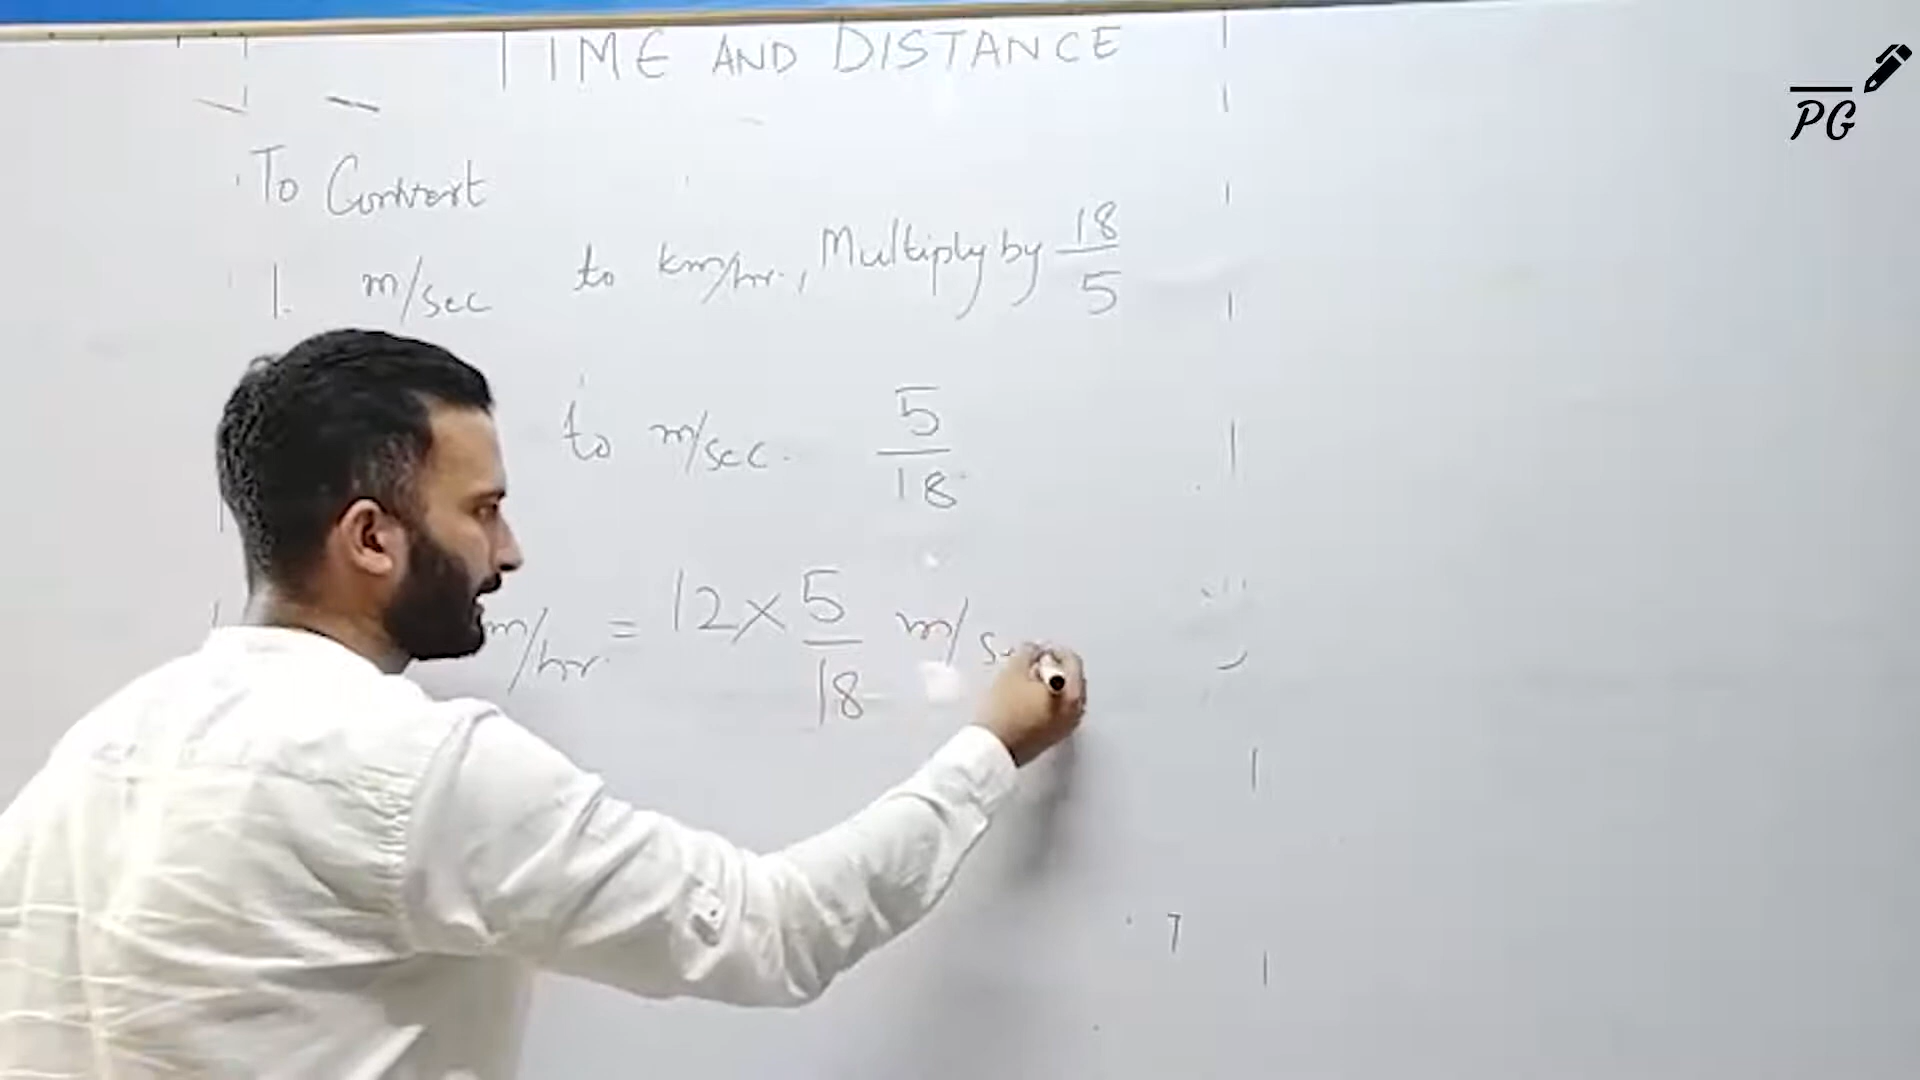 TIME AND DISTANCE
PG
To Convert
1. m/sec to km/hr., Multiply by 18/5
to m/sec. 5/18
m/hr. = 12 × 5/18 m/